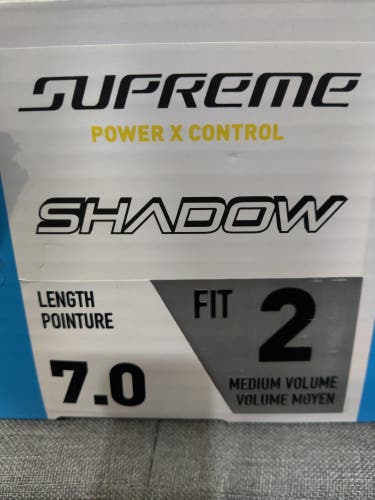 SUPREME
POWER X CONTROL
SHADOW
LENGTH
POINTURE
7.0
FIT 2
MEDIUM VOLUME
VOLUME MOYEN